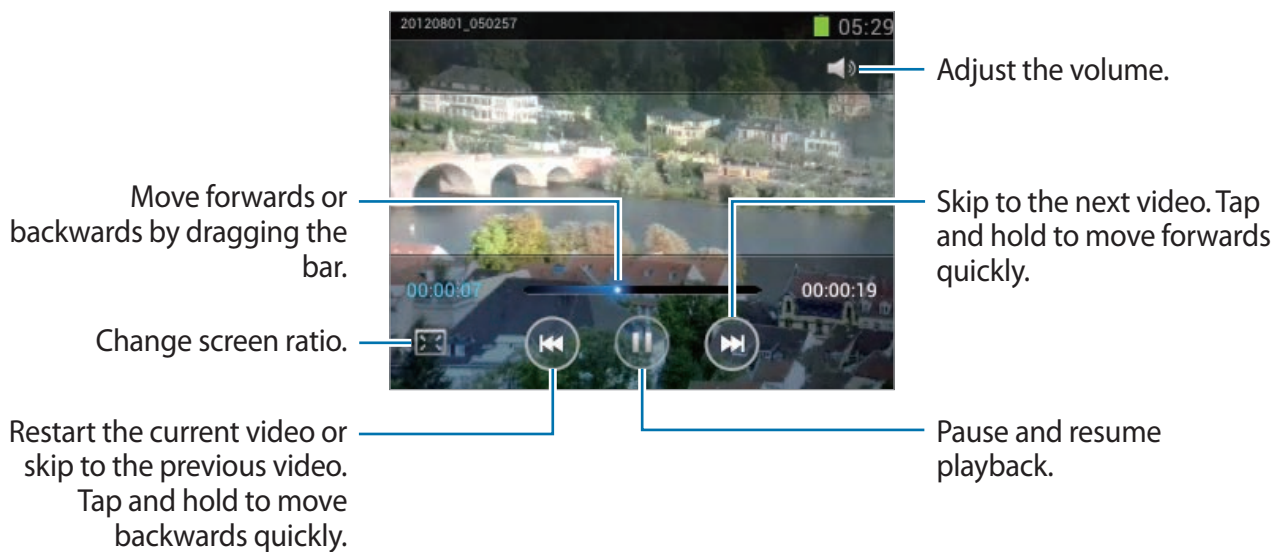 20120801_050257
05:29
Adjust the volume.
Move forwards or
backwards by dragging the
bar.
Skip to the next video. Tap
and hold to move forwards
quickly.
00:00:07
00:00:19
Change screen ratio.
Restart the current video or
skip to the previous video.
Tap and hold to move
backwards quickly.
Pause and resume
playback.